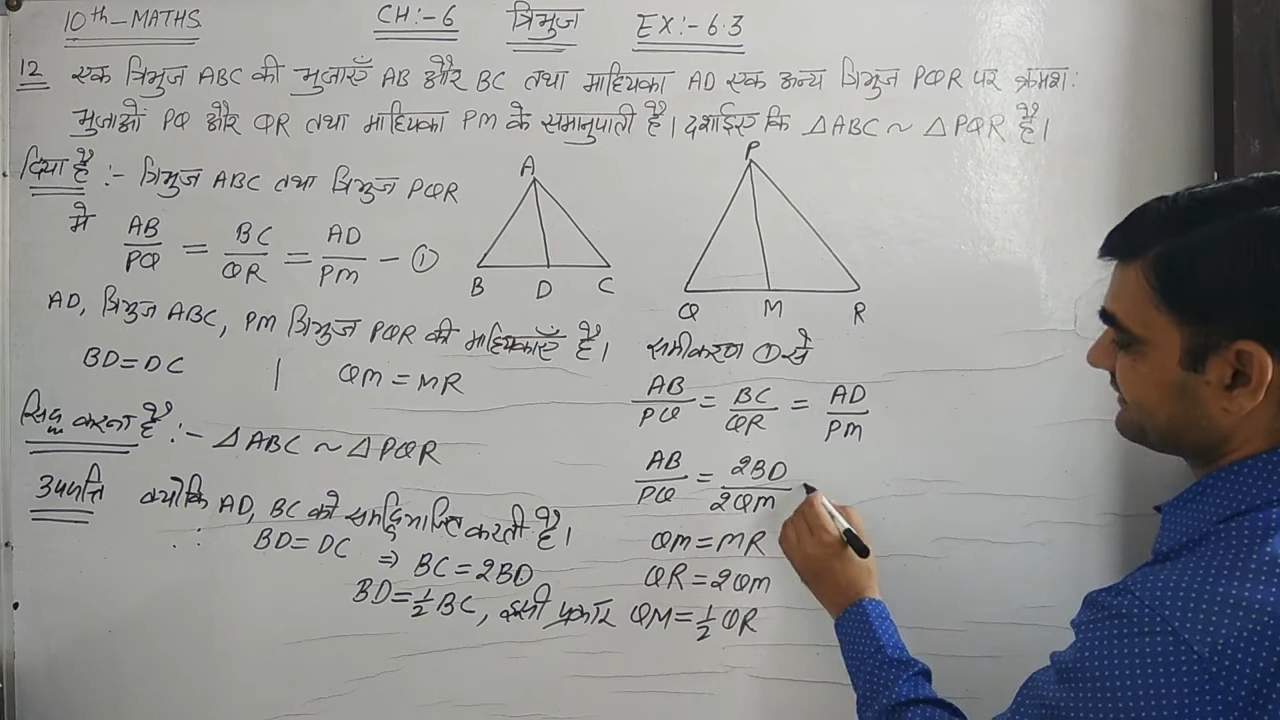 10th-MATHS CH:-6 त्रिभुज EX:-6.3
12 एक त्रिभुज ABC की भुजाएँ AB और BC तथा माध्यिका AD एक अन्य त्रिभुज PQR पर क्रमश:
भुजाओं PQ और QR तथा माध्यिका PM के समानुपाती है। दर्शाइए कि △ABC ~ △PQR है।
दिया है :- त्रिभुज ABC तथा त्रिभुज PQR
में AB/PQ = BC/QR = AD/PM - ①
AD, त्रिभुज ABC, PM त्रिभुज PQR की माध्यिकाएँ है।
BD = DC | QM = MR
सिद्ध करना है :- △ABC ~ △PQR
उपपत्ति क्योंकि AD, BC को समद्विभाजित करती है।
∴ BD = DC ⇒ BC = 2BD
BD = 1/2 BC, इसी प्रकार QM = 1/2 QR
A
B D C
P
Q M R
समीकरण ① से
AB/PQ = BC/QR = AD/PM
AB/PQ = 2BD/2QM
QM = MR
QR = 2QM